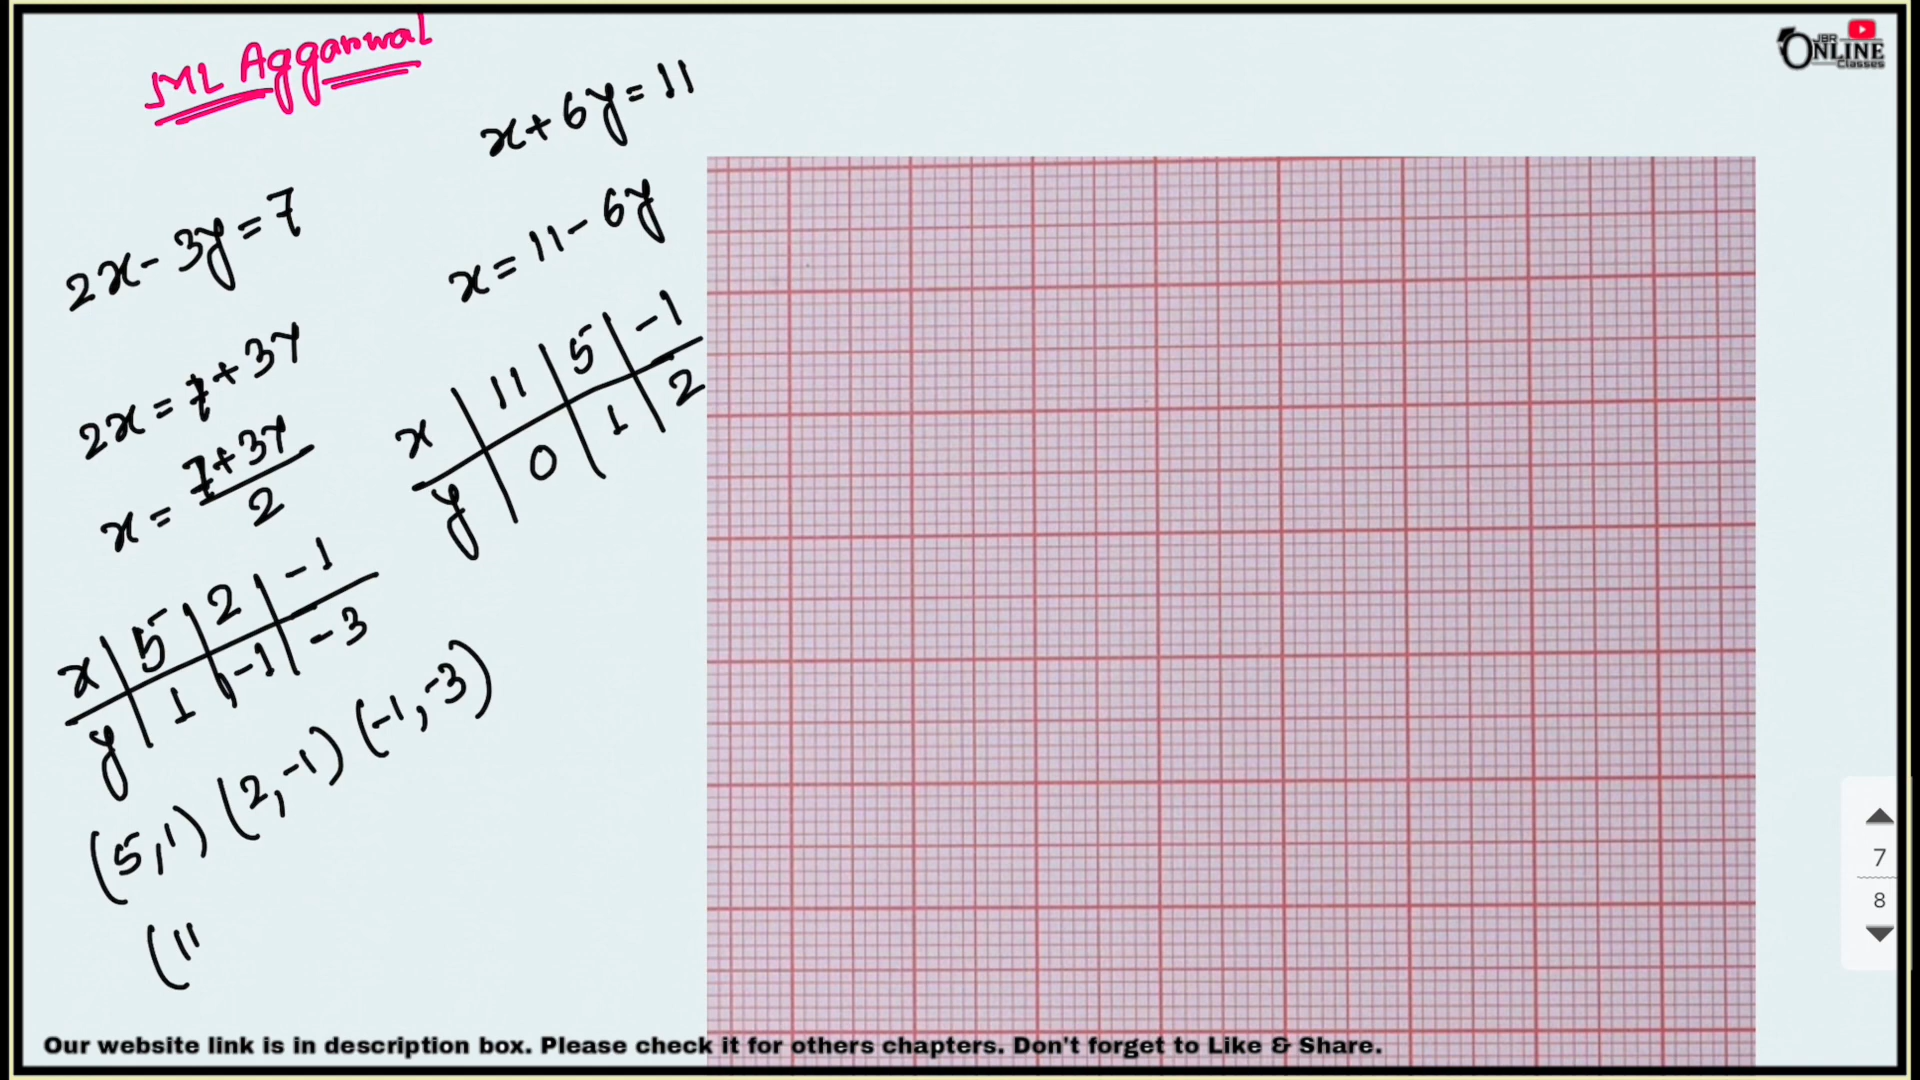 ML Aggarwal
JBR
ONLINE
Classes
2x - 3y = 7
2x = 7 + 3y
x = 7 + 3y
2
x | 5 | 2 | -1
y | 1 | -1 | -3
(5,1) (2,-1) (-1,-3)
(11
x + 6y = 11
x = 11 - 6y
x | 11 | 5 | -1
y | 0 | 1 | 2
7
8
Our website link is in description box. Please check it for others chapters. Don't forget to Like & Share.